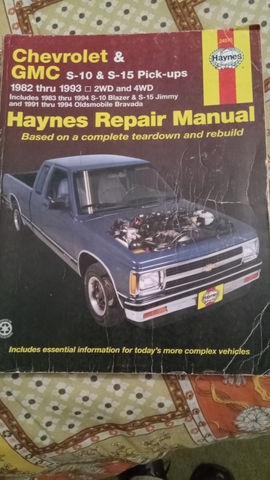 Chevrolet &
GMC S-10 & S-15 Pick-ups
1982 thru 1993 □ 2WD and 4WD
Includes 1983 thru 1994 S-10 Blazer & S-15 Jimmy
and 1991 thru 1994 Oldsmobile Bravada
Haynes
Haynes Repair Manual
Based on a complete teardown and rebuild
Haynes
Includes essential information for today's more complex vehicles